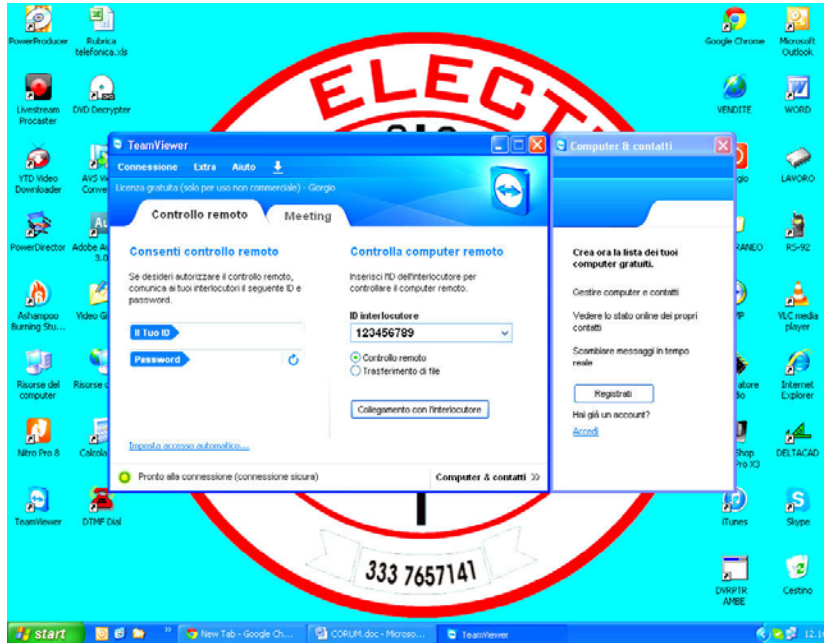 PowerProducer
Rubrica
telefonica.xls
Google Chrome
Microsoft
Outlook
ELECT
Livestream
Procaster
DVD Decrypter
VENDITE
WORD
YTD Video
Downloader
LAVORO
PowerDirector
RS-92
Ashampoo
Burning Stu...
VLC media
player
Risorse del
computer
Internet
Explorer
Nitro Pro 8
DELTACAD
TeamViewer
DTMF Dial
iTunes
Skype
DVRPTR
AMBE
Cestino
TeamViewer
Connessione Extra Aiuto
Licenza gratuita (solo per uso non commerciale) - Giorgio
Controllo remoto Meeting
Consenti controllo remoto
Se desideri autorizzare il controllo remoto,
comunica ai tuoi interlocutori il seguente ID e
password.
Il Tuo ID
Password
Imposta accesso automatico...
Controlla computer remoto
Inserisci l'ID dell'interlocutore per
controllare il computer remoto.
ID interlocutore
123456789
Controllo remoto
Trasferimento di file
Collegamento con l'interlocutore
Pronto alla connessione (connessione sicura)
Computer & contatti >>
Computer & contatti
Crea ora la lista dei tuoi
computer gratuiti.
Gestire computer e contatti
Vedere lo stato online dei propri
contatti
Scambiare messaggi in tempo
reale
Registrati
Hai già un account?
Accedi
333 7657141
start
New Tab - Google Ch...
CORUM.doc - Microso...
TeamViewer